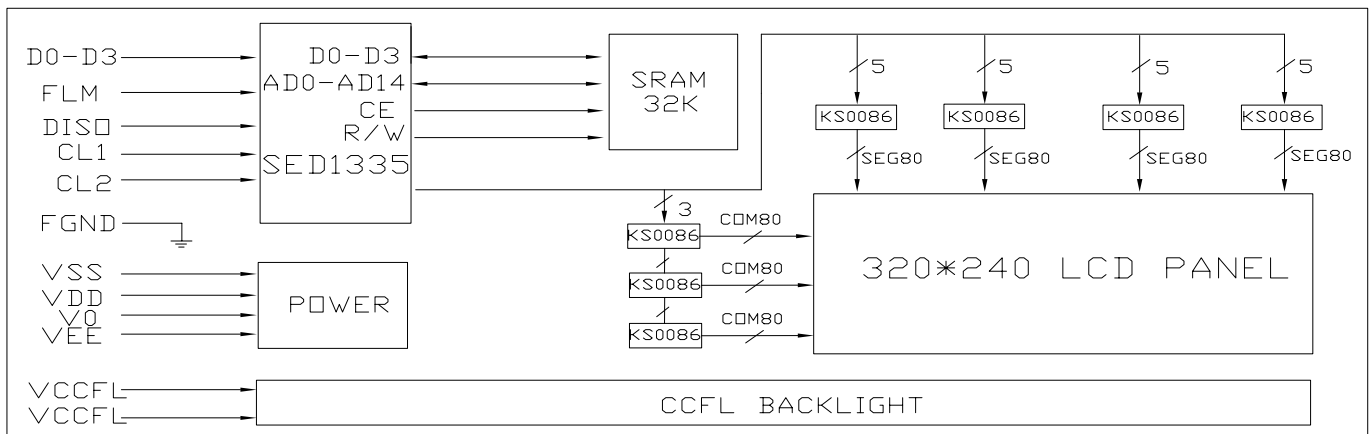 D0-D3
FLM
DISO
CL1
CL2
FGND
VSS
VDD
V0
VEE
VCCFL
VCCFL
D0-D3
AD0-AD14
CE
R/W
SED1335
POWER
SRAM
32K
3
KS0086
KS0086
KS0086
COM80
COM80
COM80
5
5
5
5
KS0086
KS0086
KS0086
KS0086
SEG80
SEG80
SEG80
SEG80
320*240 LCD PANEL
CCFL BACKLIGHT